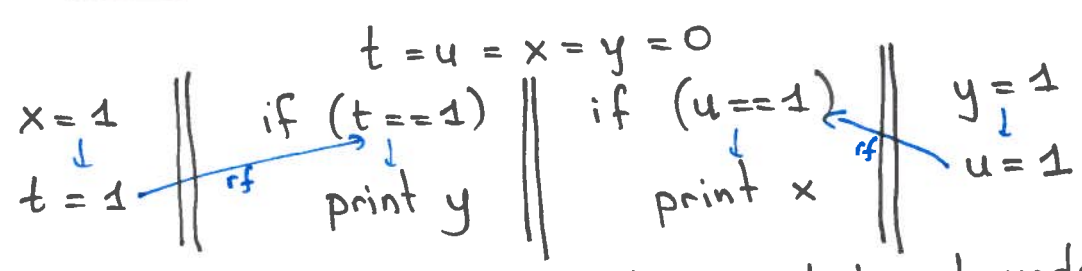 t = u = x = y = 0
x = 1 || if (t == 1) || if (u == 1) || y = 1
t = 1 rf print y || print x rf u = 1